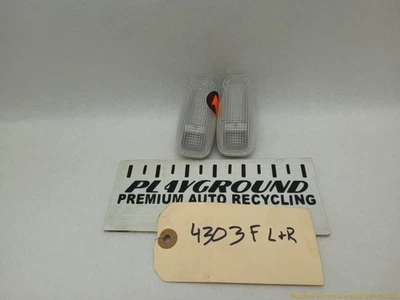 PLAYGROUND
PREMIUM AUTO RECYCLING
4303 F L+R